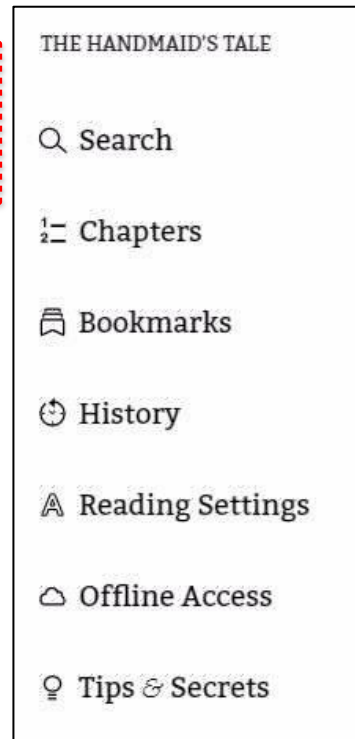 THE HANDMAID'S TALE
Search
Chapters
Bookmarks
History
Reading Settings
Offline Access
Tips & Secrets